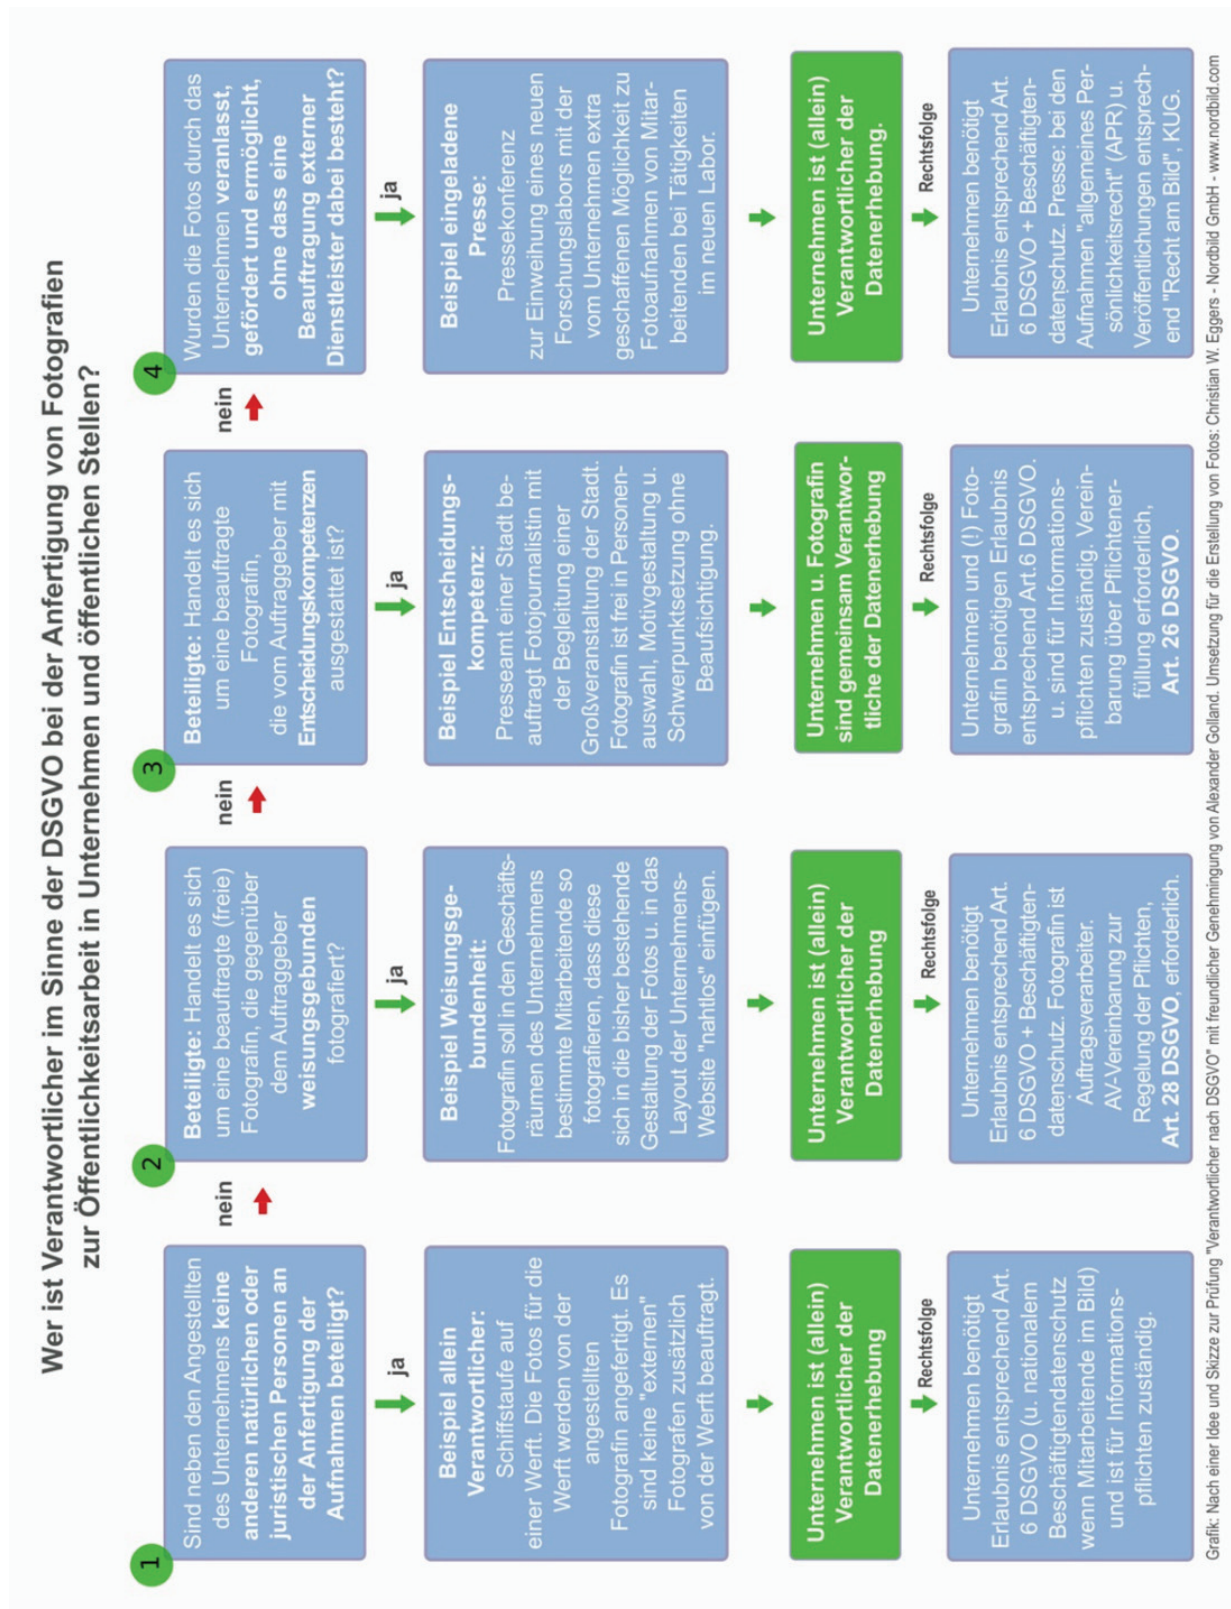 Wer ist Verantwortlicher im Sinne der DSGVO bei der Anfertigung von Fotografien
zur Öffentlichkeitsarbeit in Unternehmen und öffentlichen Stellen?
1
Sind neben den Angestellten
des Unternehmens keine
anderen natürlichen oder
juristischen Personen an
der Anfertigung der
Aufnahmen beteiligt?
ja
Beispiel allein
Verantwortlicher:
Schiffstaufe auf
einer Werft. Die Fotos für die
Werft werden von der
angestellten
Fotografin angefertigt. Es
sind keine "externen"
Fotografen zusätzlich
von der Werft beauftragt.
Unternehmen ist (allein)
Verantwortlicher der
Datenerhebung
Rechtsfolge
Unternehmen benötigt
Erlaubnis entsprechend Art.
6 DSGVO (u. nationalem
Beschäftigtendatenschutz
wenn Mitarbeitende im Bild)
und ist für Informations-
pflichten zuständig.
nein
2
Beteiligte: Handelt es sich
um eine beauftragte (freie)
Fotografin, die gegenüber
dem Auftraggeber
weisungsgebunden
fotografiert?
ja
Beispiel Weisungsge-
bundenheit:
Fotografin soll in den Geschäfts-
räumen des Unternehmens
bestimmte Mitarbeitende so
fotografieren, dass diese
sich in die bisher bestehende
Gestaltung der Fotos u. in das
Layout der Unternehmens-
Website "nahtlos" einfügen.
Unternehmen ist (allein)
Verantwortlicher der
Datenerhebung
Rechtsfolge
Unternehmen benötigt
Erlaubnis entsprechend Art.
6 DSGVO + Beschäftigten-
datenschutz. Fotografin ist
Auftragsverarbeiter.
AV-Vereinbarung zur
Regelung der Pflichten,
Art. 28 DSGVO, erforderlich.
nein
3
Beteiligte: Handelt es sich
um eine beauftragte
Fotografin,
die vom Auftraggeber mit
Entscheidungskompetenzen
ausgestattet ist?
ja
Beispiel Entscheidungs-
kompetenz:
Presseamt einer Stadt be-
auftragt Fotojournalistin mit
der Begleitung einer
Großveranstaltung der Stadt.
Fotografin ist frei in Personen-
auswahl, Motivgestaltung u.
Schwerpunktsetzung ohne
Beaufsichtigung.
Unternehmen u. Fotografin
sind gemeinsam Verantwor-
tliche der Datenerhebung
Rechtsfolge
Unternehmen und (!) Foto-
grafin benötigen Erlaubnis
entsprechend Art.6 DSGVO.
u. sind für Informations-
pflichten zuständig. Verein-
barung über Pflichtener-
füllung erforderlich,
Art. 26 DSGVO.
nein
4
Wurden die Fotos durch das
Unternehmen veranlasst,
gefördert und ermöglicht,
ohne dass eine
Beauftragung externer
Dienstleister dabei besteht?
ja
Beispiel eingeladene
Presse:
Pressekonferenz
zur Einweihung eines neuen
Forschungslabors mit der
vom Unternehmen extra
geschaffenen Möglichkeit zu
Fotoaufnahmen von Mitar-
beitenden bei Tätigkeiten
im neuen Labor.
Unternehmen ist (allein)
Verantwortlicher der
Datenerhebung.
Rechtsfolge
Unternehmen benötigt
Erlaubnis entsprechend Art.
6 DSGVO + Beschäftigten-
datenschutz. Presse: bei den
Aufnahmen "allgemeines Per-
sönlichkeitsrecht" (APR) u.
Veröffentlichungen entsprech-
end "Recht am Bild", KUG.
Grafik: Nach einer Idee und Skizze zur Prüfung "Verantwortlicher nach DSGVO" mit freundlicher Genehmigung von Alexander Golland. Umsetzung für die Erstellung von Fotos: Christian W. Eggers - Nordbild GmbH - www.nordbild.com